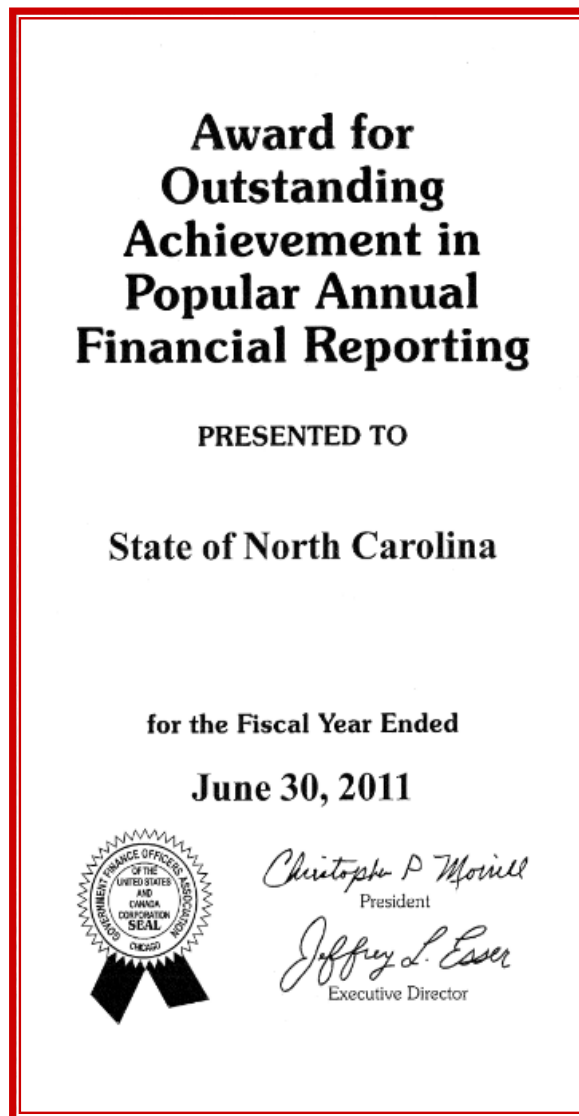 Award for
Outstanding
Achievement in
Popular Annual
Financial Reporting
PRESENTED TO
State of North Carolina
for the Fiscal Year Ended
June 30, 2011
GOVERNMENT FINANCE OFFICERS ASSOCIATION
OF THE
UNITED STATES
AND
CANADA
CORPORATION
SEAL
CHICAGO
Christopher P Morrill
President
Jeffrey L. Esser
Executive Director